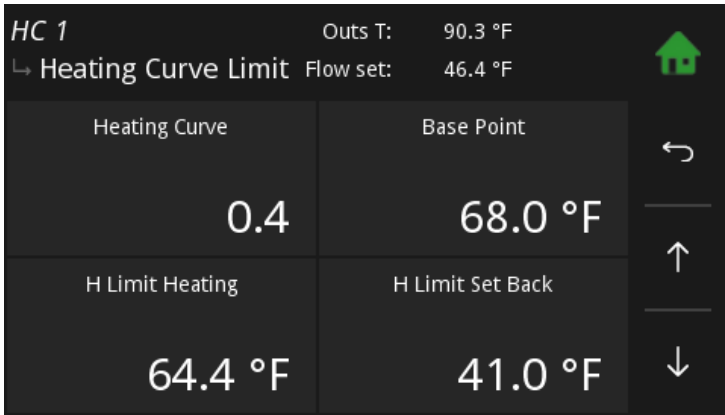 HC 1
Outs T: 90.3 °F
Heating Curve Limit Flow set: 46.4 °F
Heating Curve
0.4
Base Point
68.0 °F
H Limit Heating
64.4 °F
H Limit Set Back
41.0 °F